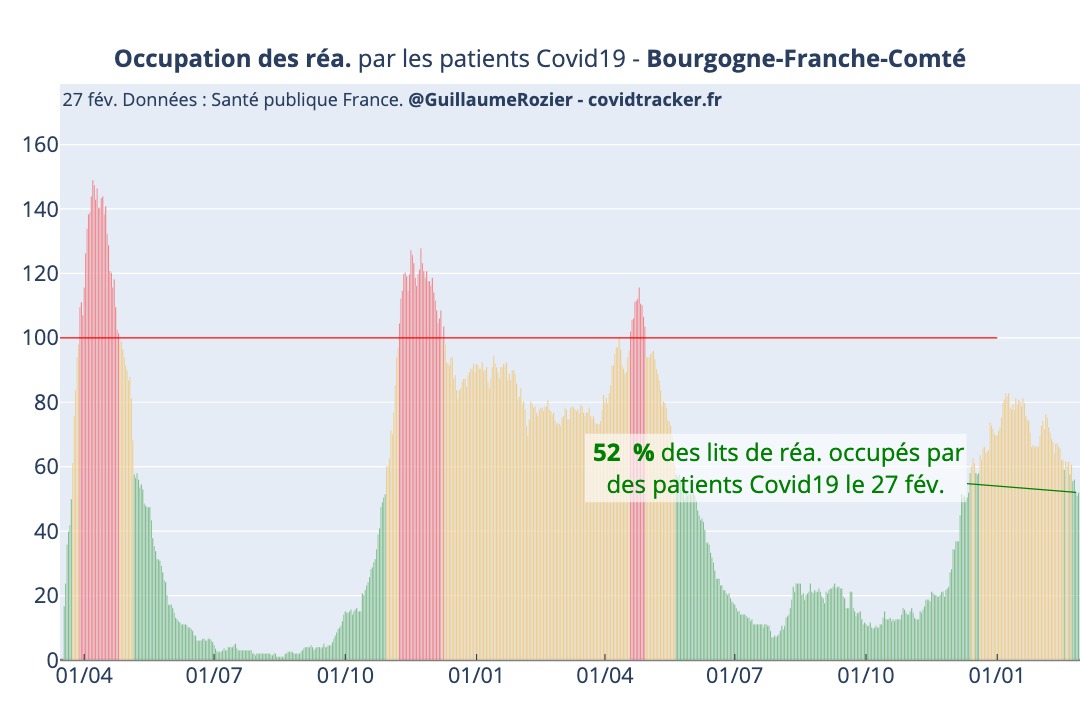 Occupation des réa. par les patients Covid19 - Bourgogne-Franche-Comté
27 fév. Données : Santé publique France. @GuillaumeRozier - covidtracker.fr
160
140
120
100
80
60
40
20
0
52 % des lits de réa. occupés par
des patients Covid19 le 27 fév.
01/04 01/07 01/10 01/01 01/04 01/07 01/10 01/01